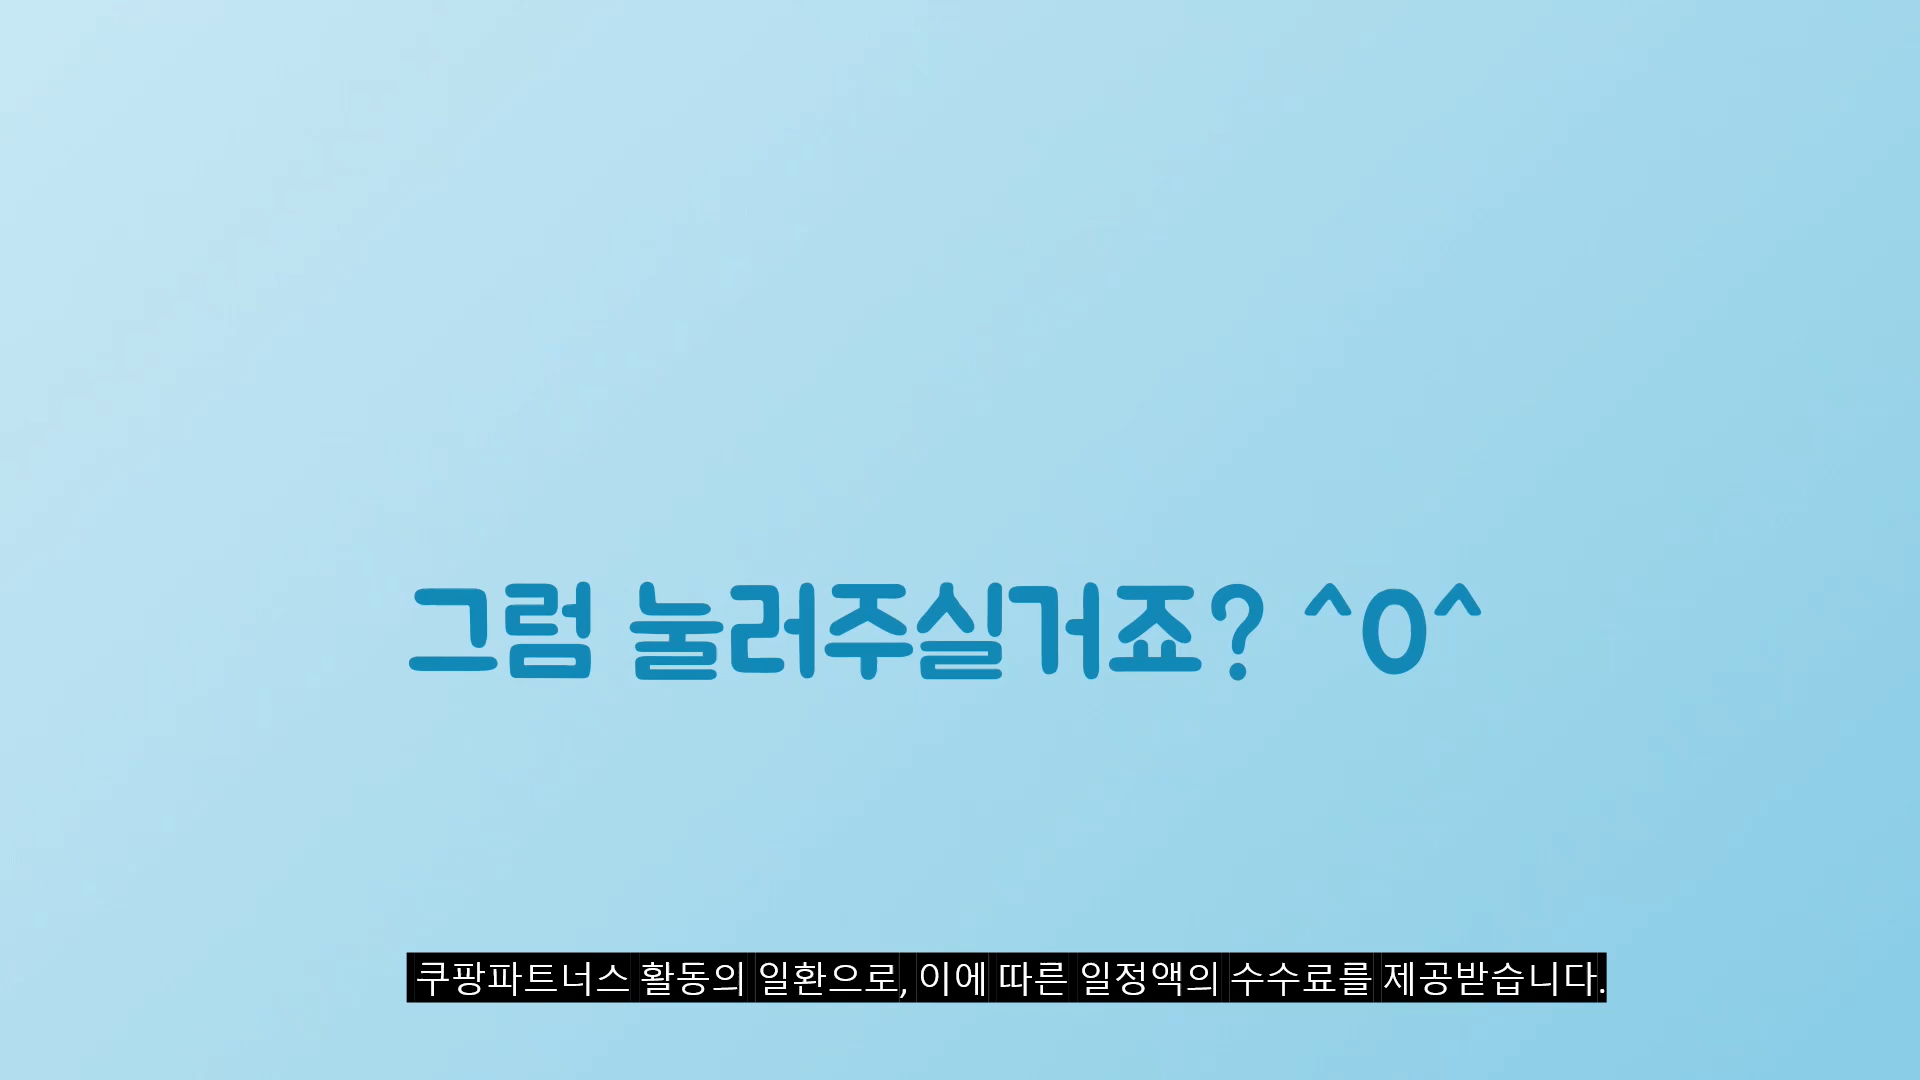 그럼 눌러주실거죠? ^0^
쿠팡파트너스 활동의 일환으로, 이에 따른 일정액의 수수료를 제공받습니다.